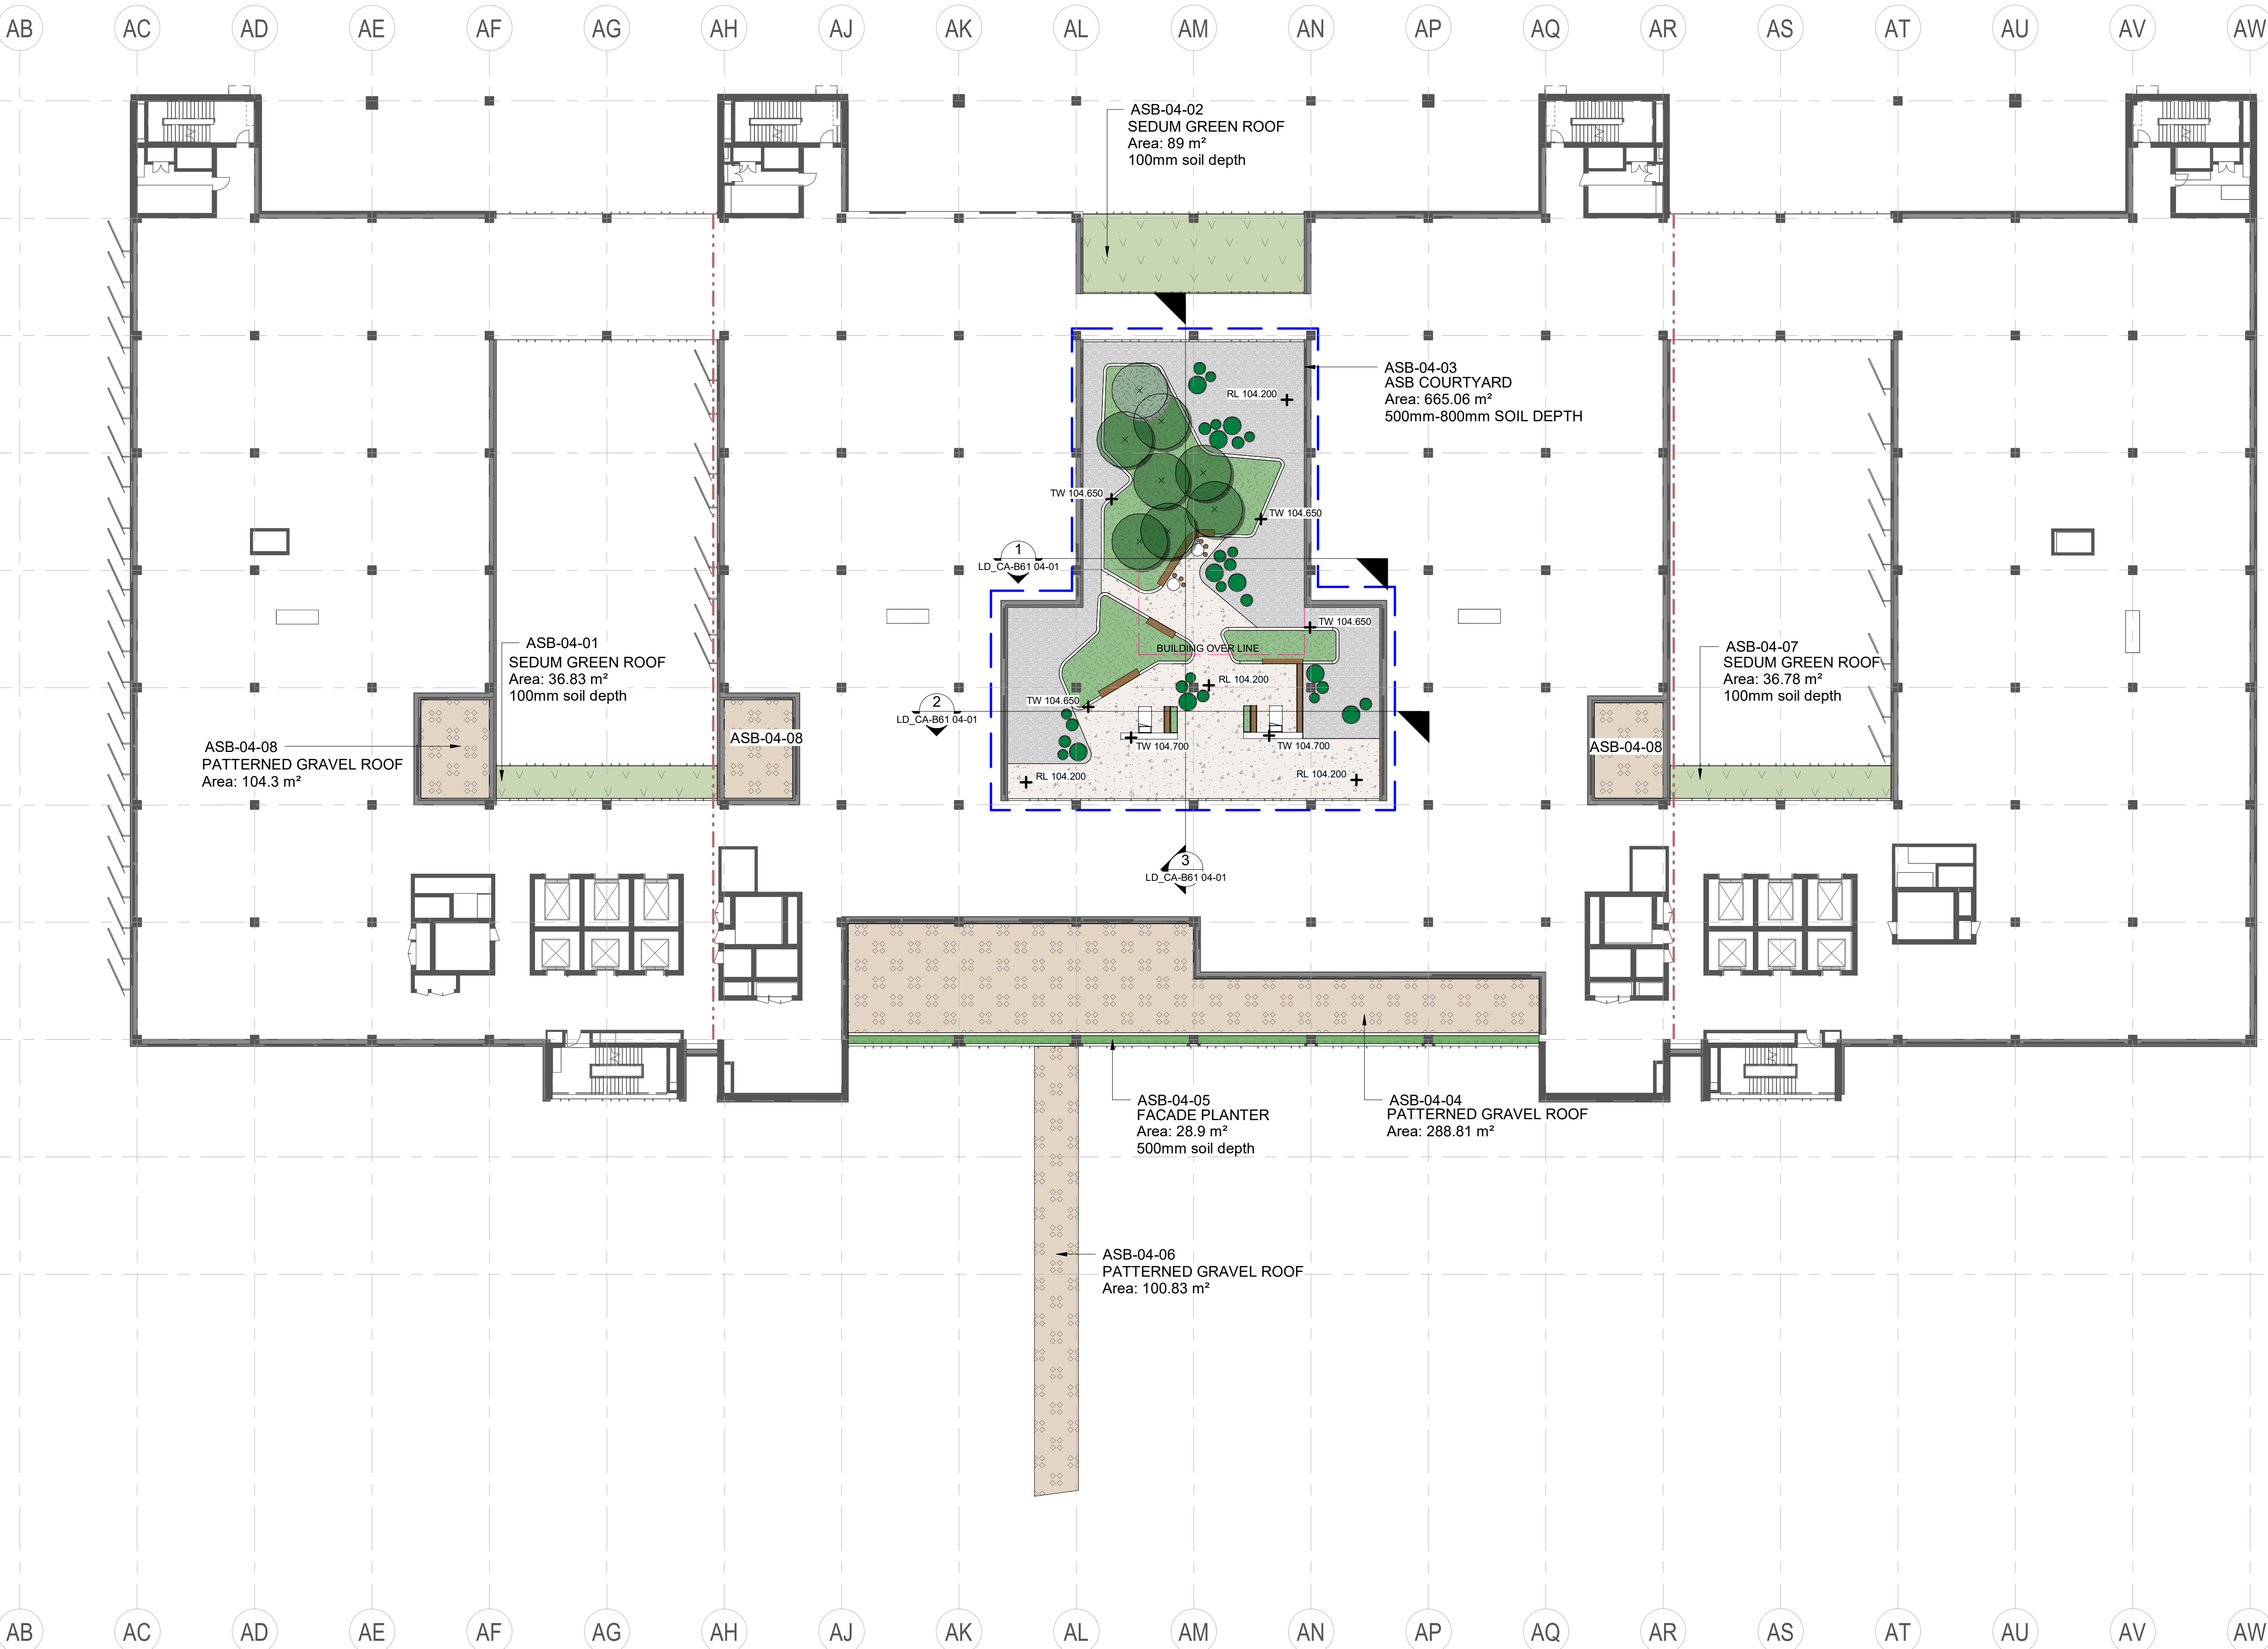 AB AC AD AE AF AG AH AJ AK AL AM AN AP AQ AR AS AT AU AV AW
ASB-04-02
SEDUM GREEN ROOF
Area: 89 m²
100mm soil depth
ASB-04-03
ASB COURTYARD
Area: 665.06 m²
500mm-800mm SOIL DEPTH
RL 104.200
TW 104.650
TW 104.650
1
LD_CA-B61 04-01
TW 104.650
BUILDING OVER LINE
RL 104.200
TW 104.650
2
LD_CA-B61 04-01
TW 104.700
TW 104.700
RL 104.200
RL 104.200
ASB-04-01
SEDUM GREEN ROOF
Area: 36.83 m²
100mm soil depth
ASB-04-07
SEDUM GREEN ROOF
Area: 36.78 m²
100mm soil depth
ASB-04-08
PATTERNED GRAVEL ROOF
Area: 104.3 m²
ASB-04-08
ASB-04-08
3
LD_CA-B61 04-01
ASB-04-05
FACADE PLANTER
Area: 28.9 m²
500mm soil depth
ASB-04-04
PATTERNED GRAVEL ROOF
Area: 288.81 m²
ASB-04-06
PATTERNED GRAVEL ROOF
Area: 100.83 m²
AB AC AD AE AF AG AH AJ AK AL AM AN AP AQ AR AS AT AU AV AW